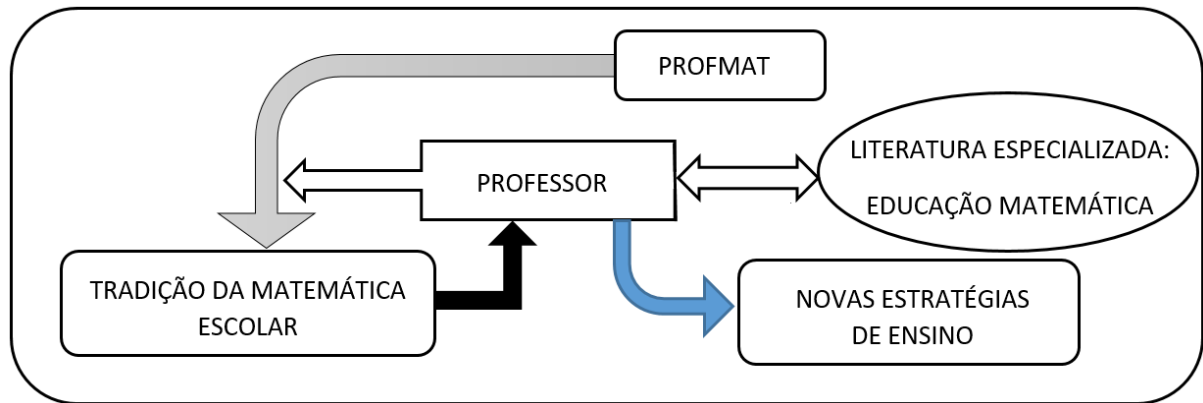 PROFMAT
LITERATURA ESPECIALIZADA:
EDUCAÇÃO MATEMÁTICA
PROFESSOR
TRADIÇÃO DA MATEMÁTICA
ESCOLAR
NOVAS ESTRATÉGIAS
DE ENSINO